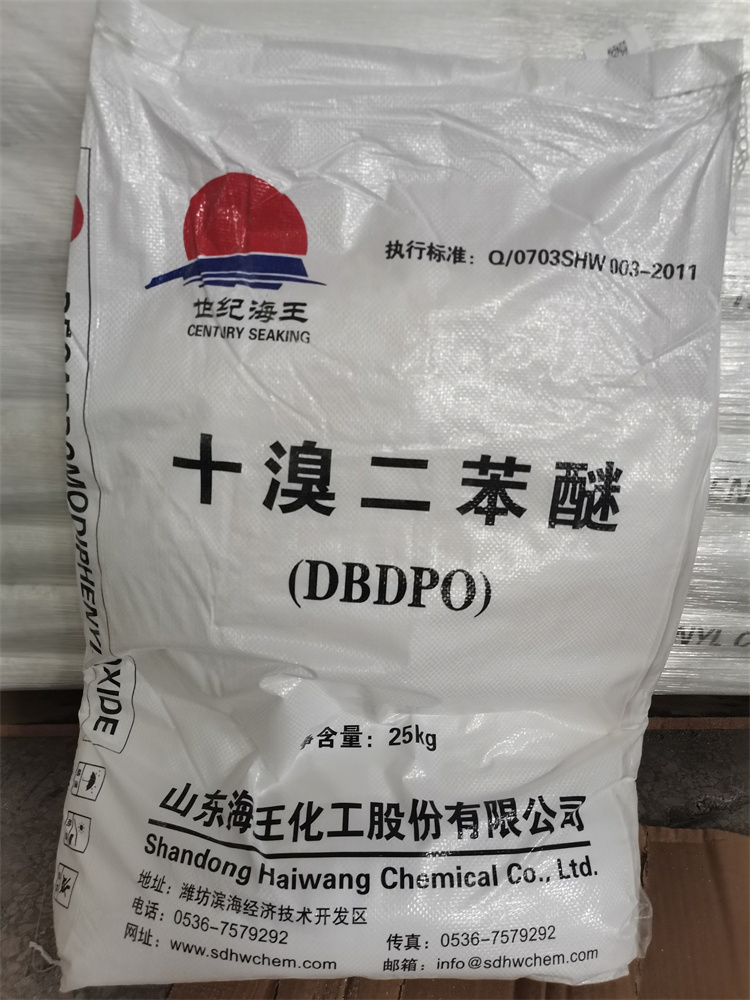 世纪海王
CENTURY SEAKING
执行标准：Q/0703SHW 003-2011
十溴二苯醚
(DBDPO)
净含量：25kg
山东海王化工股份有限公司
Shandong Haiwang Chemical Co., Ltd.
地址：潍坊滨海经济技术开发区
电话：0536-7579292
传真：0536-7579292
网址：www.sdhwchem.com
邮箱：info@sdhwchem.com
DECABROMODIPHENYL OXIDE
NYL